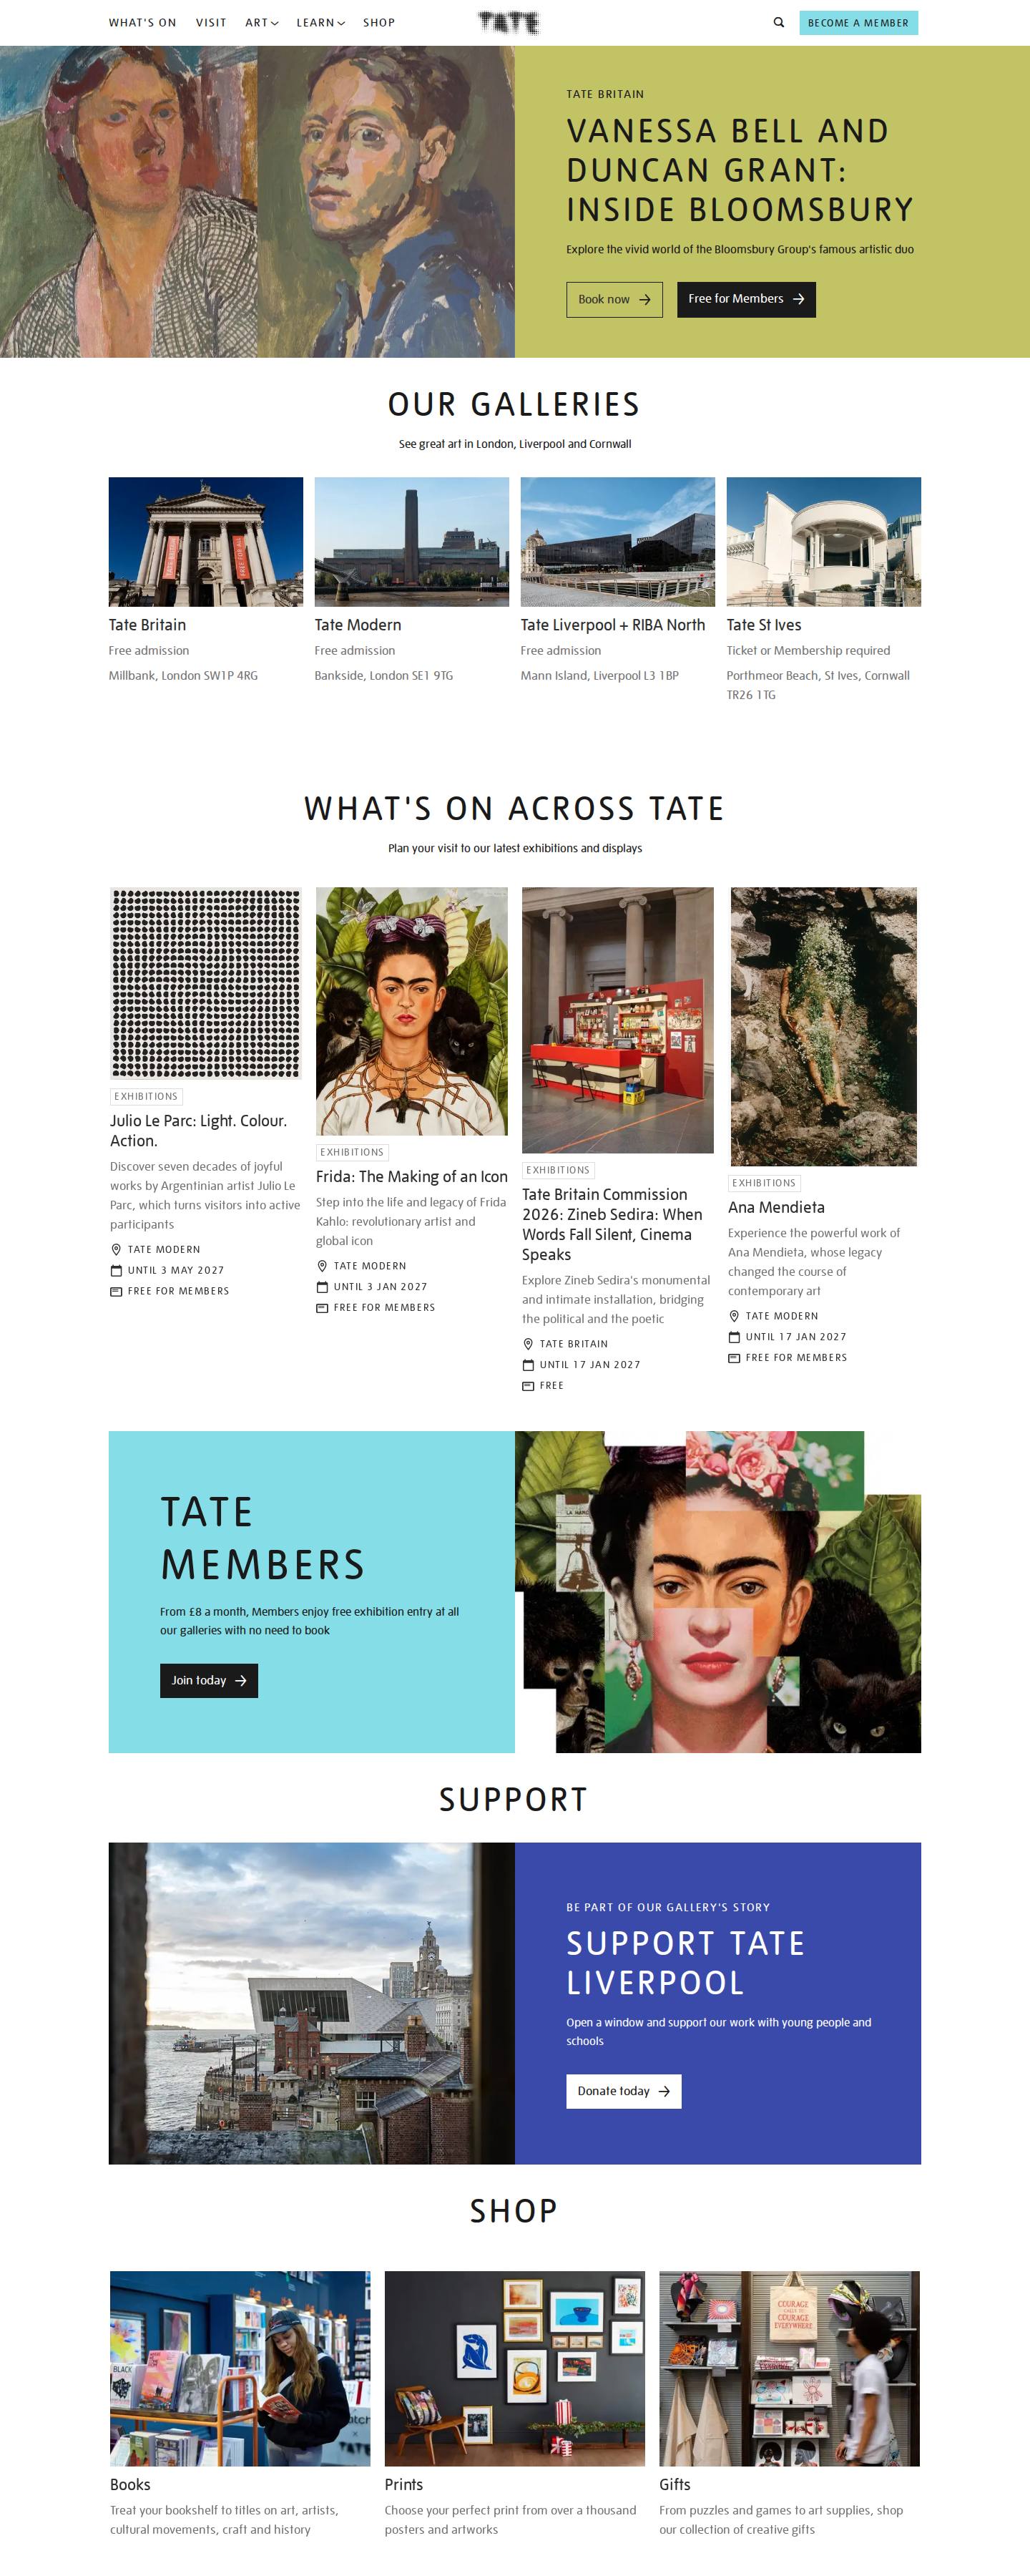 WHAT'S ON
VISIT
ART
LEARN
SHOP
TATE
BECOME A MEMBER
TATE BRITAIN
VANESSA BELL AND
DUNCAN GRANT:
INSIDE BLOOMSBURY
Explore the vivid world of the Bloomsbury Group's famous artistic duo
Book now
Free for Members
OUR GALLERIES
See great art in London, Liverpool and Cornwall
Tate Britain
Free admission
Millbank, London SW1P 4RG
Tate Modern
Free admission
Bankside, London SE1 9TG
Tate Liverpool + RIBA North
Free admission
Mann Island, Liverpool L3 1BP
Tate St Ives
Ticket or Membership required
Porthmeor Beach, St Ives, Cornwall
TR26 1TG
WHAT'S ON ACROSS TATE
Plan your visit to our latest exhibitions and displays
EXHIBITIONS
Julio Le Parc: Light. Colour.
Action.
Discover seven decades of joyful
works by Argentinian artist Julio Le
Parc, which turns visitors into active
participants
TATE MODERN
UNTIL 3 MAY 2027
FREE FOR MEMBERS
EXHIBITIONS
Frida: The Making of an Icon
Step into the life and legacy of Frida
Kahlo: revolutionary artist and
global icon
TATE MODERN
UNTIL 3 JAN 2027
FREE FOR MEMBERS
EXHIBITIONS
Tate Britain Commission
2026: Zineb Sedira: When
Words Fall Silent, Cinema
Speaks
Explore Zineb Sedira's monumental
and intimate installation, bridging
the political and the poetic
TATE BRITAIN
UNTIL 17 JAN 2027
FREE
EXHIBITIONS
Ana Mendieta
Experience the powerful work of
Ana Mendieta, whose legacy
changed the course of
contemporary art
TATE MODERN
UNTIL 17 JAN 2027
FREE FOR MEMBERS
TATE
MEMBERS
From £8 a month, Members enjoy free exhibition entry at all
our galleries with no need to book
Join today
SUPPORT
BE PART OF OUR GALLERY'S STORY
SUPPORT TATE
LIVERPOOL
Open a window and support our work with young people and
schools
Donate today
SHOP
BLACK
COURAGE
CALLS TO
COURAGE
EVERYWHERE
Books
Treat your bookshelf to titles on art, artists,
cultural movements, craft and history
Prints
Choose your perfect print from over a thousand
posters and artworks
Gifts
From puzzles and games to art supplies, shop
our collection of creative gifts